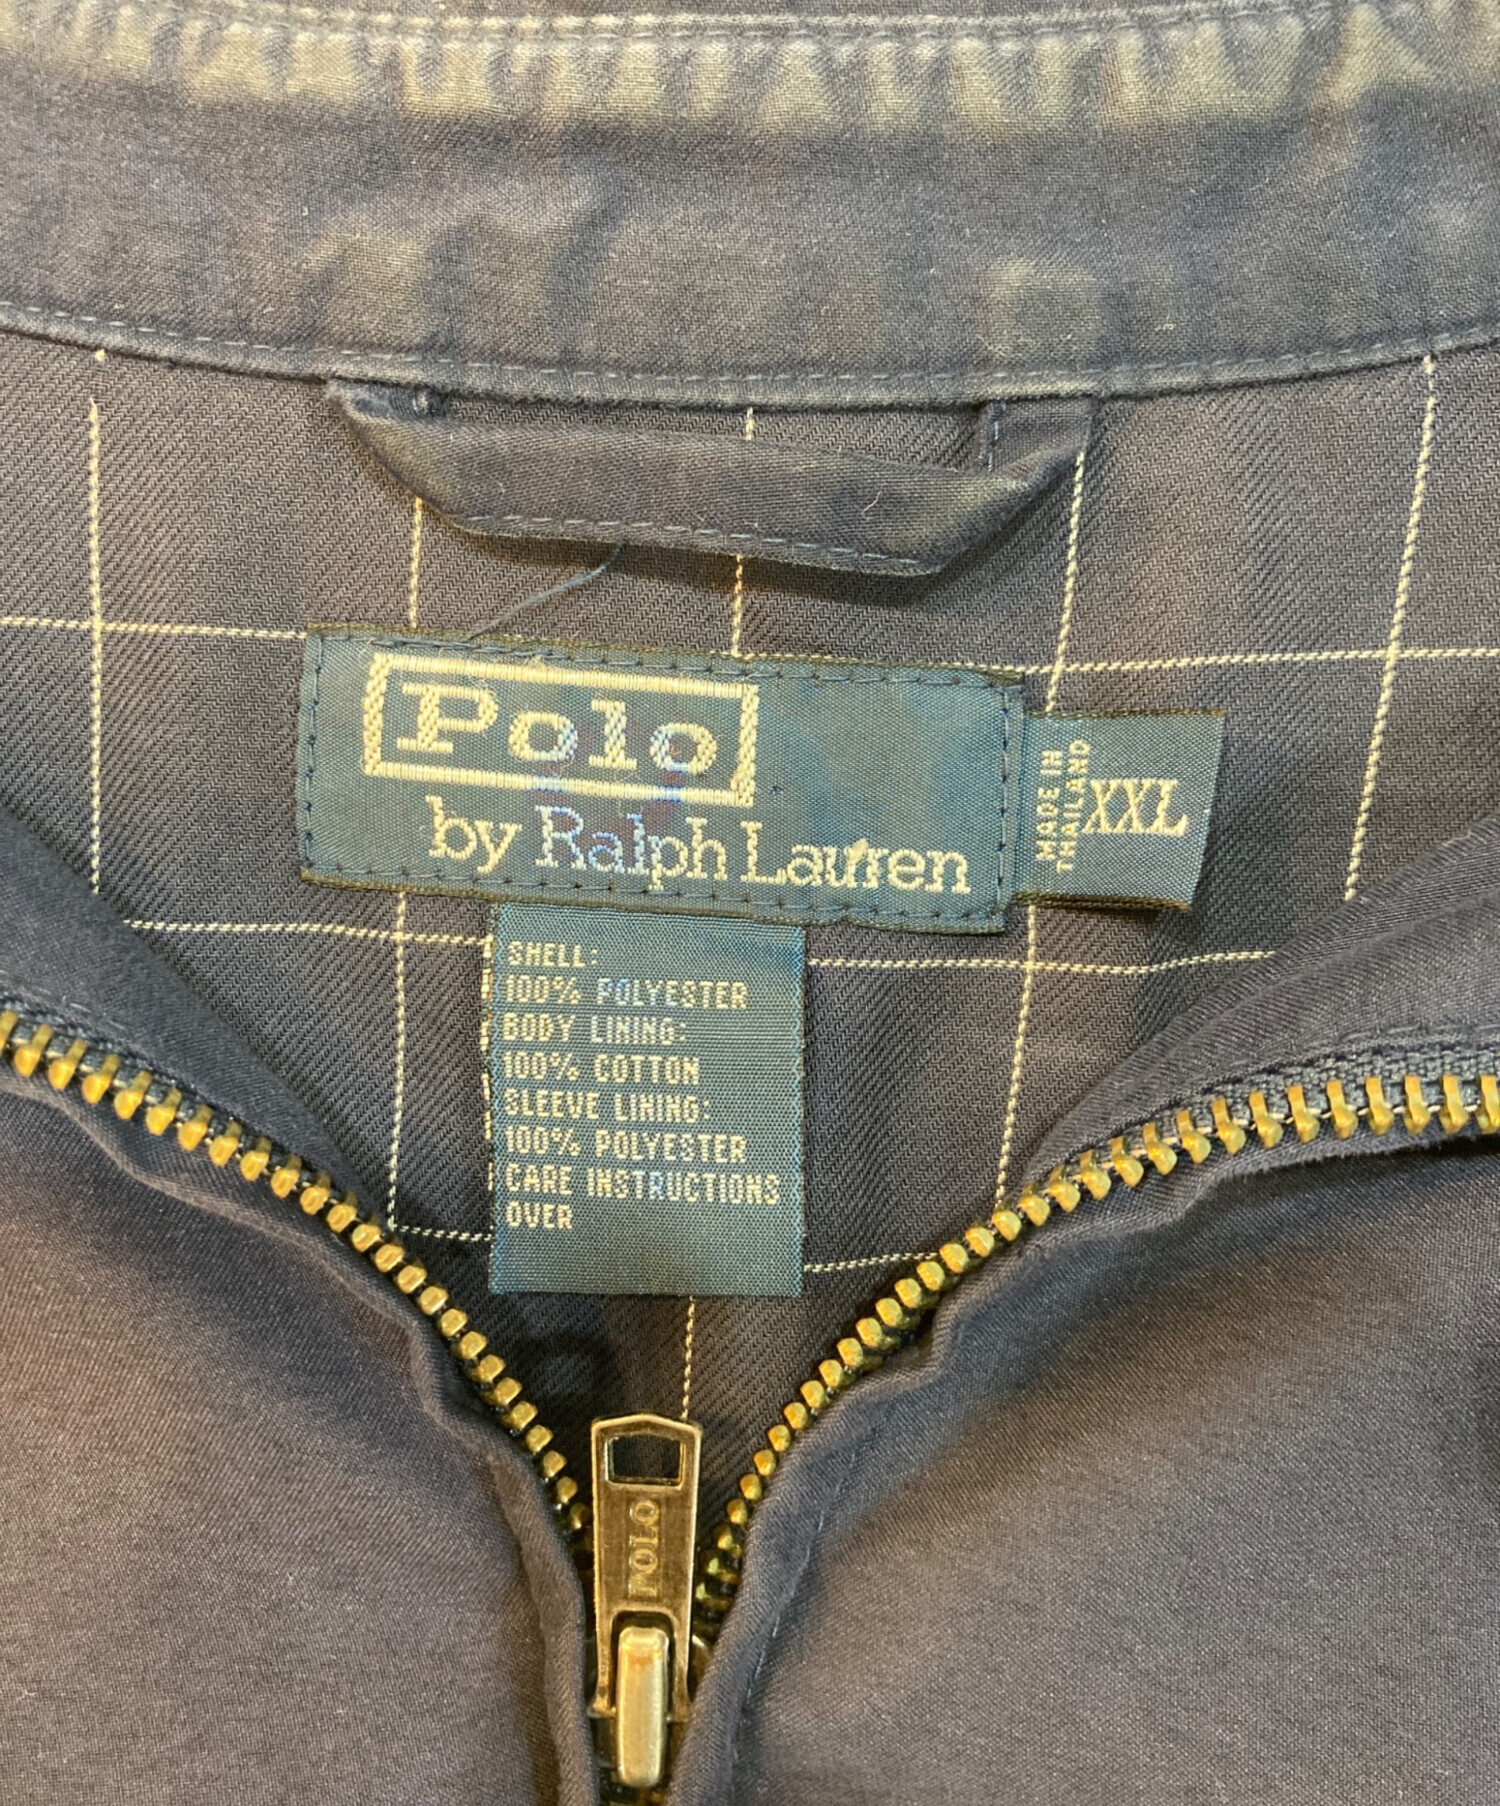 Polo
by Ralph Lauren
MADE IN
THAILAND
XXL
SHELL:
100% POLYESTER
BODY LINING:
100% COTTON
SLEEVE LINING:
100% POLYESTER
CARE INSTRUCTIONS
OVER
POLO